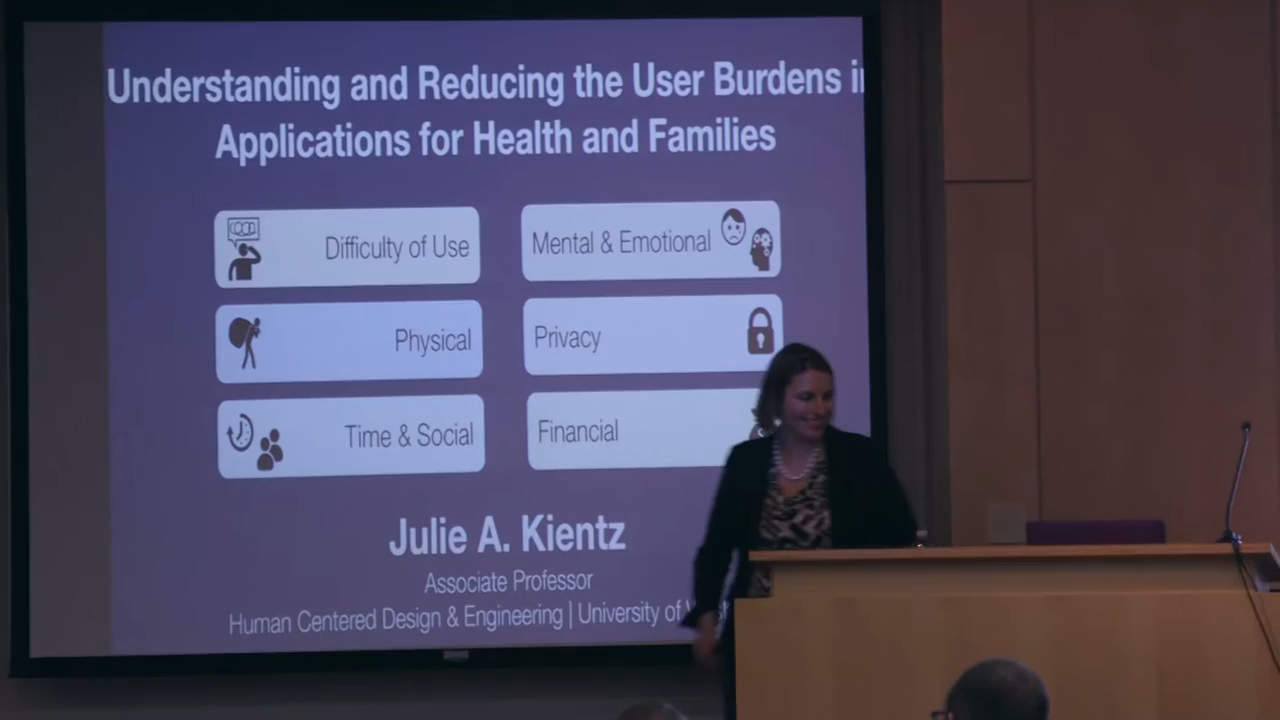 Understanding and Reducing the User Burdens in
Applications for Health and Families
Difficulty of Use
Mental & Emotional
Physical
Privacy
Time & Social
Financial
Julie A. Kientz
Associate Professor
Human Centered Design & Engineering | University of